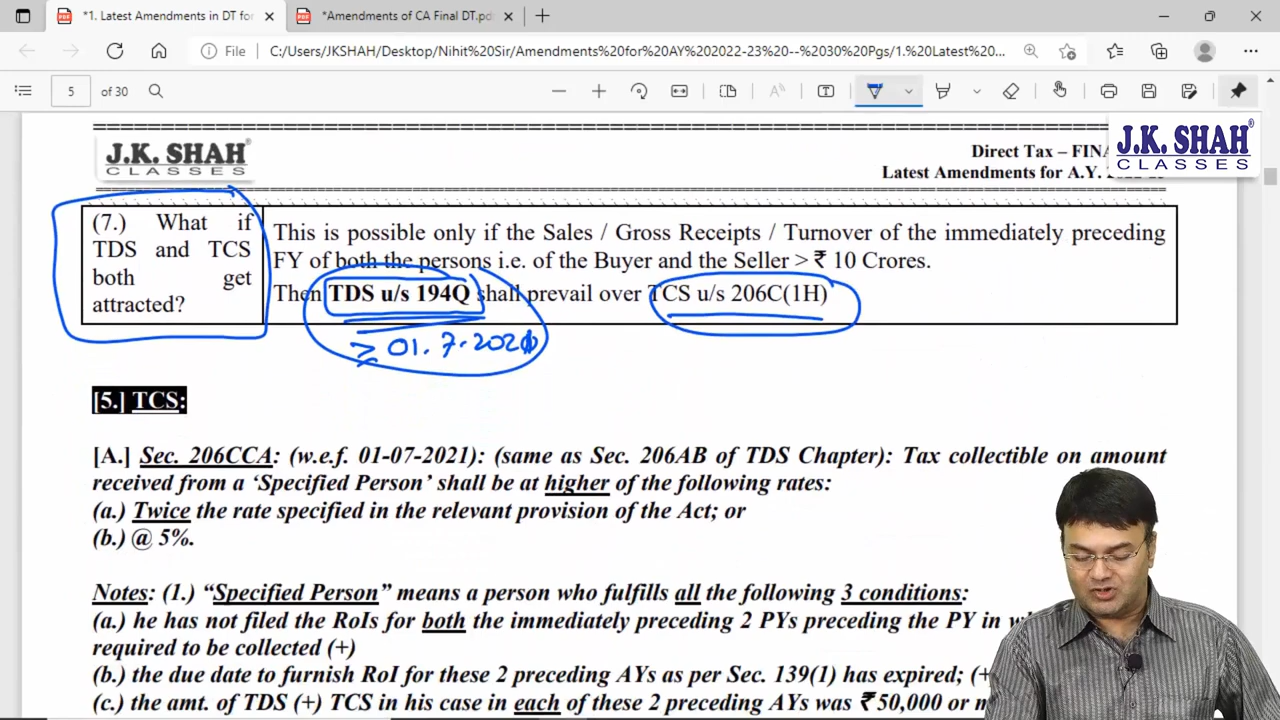 *1. Latest Amendments in DT for
*Amendments of CA Final DT.pd
File
C:/Users/JKSHAH/Desktop/Nihit%20Sir/Amendments%20for%20AY%202022-23%20--%2030%20Pgs/1.%20Latest%20...
5 of 30
J.K. SHAH®
CLASSES
J.K. SHAH®
CLASSES
Direct Tax – FINA
Latest Amendments for A.Y.
(7.) What if TDS and TCS both get attracted?
This is possible only if the Sales / Gross Receipts / Turnover of the immediately preceding
FY of both the persons i.e. of the Buyer and the Seller > ₹ 10 Crores.
Then TDS u/s 194Q shall prevail over TCS u/s 206C(1H)
≥ 01.7.2021
[5.] TCS:
[A.] Sec. 206CCA: (w.e.f. 01-07-2021): (same as Sec. 206AB of TDS Chapter): Tax collectible on amount
received from a ‘Specified Person’ shall be at higher of the following rates:
(a.) Twice the rate specified in the relevant provision of the Act; or
(b.) @ 5%.
Notes: (1.) “Specified Person” means a person who fulfills all the following 3 conditions:
(a.) he has not filed the RoIs for both the immediately preceding 2 PYs preceding the PY in w
required to be collected (+)
(b.) the due date to furnish RoI for these 2 preceding AYs as per Sec. 139(1) has expired; (+
(c.) the amt. of TDS (+) TCS in his case in each of these 2 preceding AYs was ₹ 50,000 or m